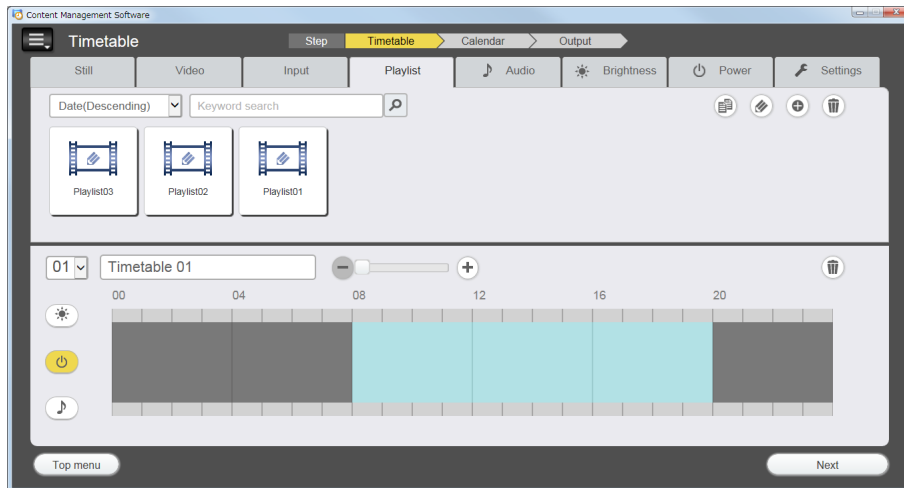 Content Management Software
Timetable
Step Timetable Calendar Output
Still Video Input Playlist Audio Brightness Power Settings
Date(Descending) Keyword search
Playlist03 Playlist02 Playlist01
01 Timetable 01
00 04 08 12 16 20
Top menu Next